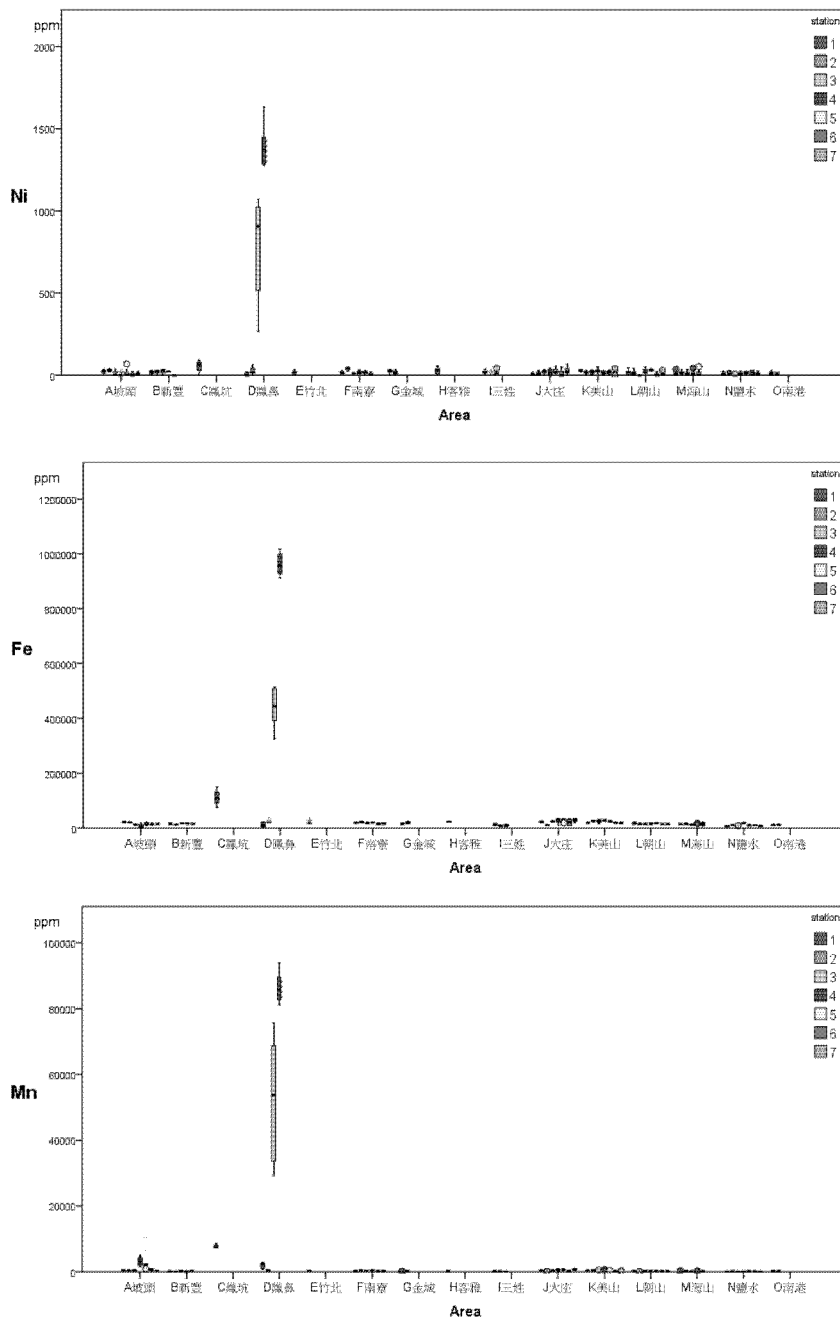 ppm
station
1
2
3
4
5
6
7
2000
1500
1000
500
0
Ni
A坡頭 B新豐 C鳳坑 D鳳鼻 E竹北 F南寮 G金城 H客雅 I三姓 J大庄 K美山 L朝山 M海山 N鹽水 O南港
Area
ppm
station
1
2
3
4
5
6
7
1200000
1000000
800000
600000
400000
200000
0
Fe
A坡頭 B新豐 C鳳坑 D鳳鼻 E竹北 F南寮 G金城 H客雅 I三姓 J大庄 K美山 L朝山 M海山 N鹽水 O南港
Area
ppm
station
1
2
3
4
5
6
7
100000
80000
60000
40000
20000
0
Mn
A坡頭 B新豐 C鳳坑 D鳳鼻 E竹北 F南寮 G金城 H客雅 I三姓 J大庄 K美山 L朝山 M海山 N鹽水 O南港
Area